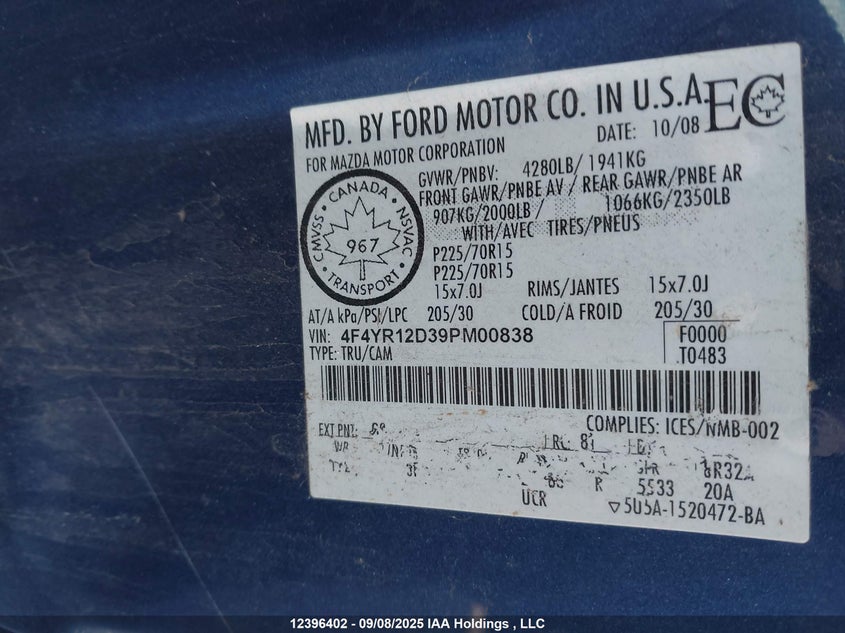 MFD. BY FORD MOTOR CO. IN U.S.A.
EC
DATE: 10/08
FOR MAZDA MOTOR CORPORATION
GVWR/PNBV: 4280LB/ 1941KG
FRONT GAWR/PNBE AV / REAR GAWR/PNBE AR
907KG/2000LB / 1066KG/2350LB
WITH/AVEC TIRES/PNEUS
CANADA
CMVSS • NSVAC
967
TRANSPORT
P225/70R15
P225/70R15
15x7.0J RIMS/JANTES 15x7.0J
AT/A kPa/PSI/LPC 205/30 COLD/A FROID 205/30
VIN: 4F4YR12D39PM00838 F0000
TYPE: TRU/CAM T0483
COMPLIES: ICES/NMB-002
EXT PNT:
5533 20A
UCR
5U5A-1520472-BA
12396402 - 09/08/2025 IAA Holdings , LLC